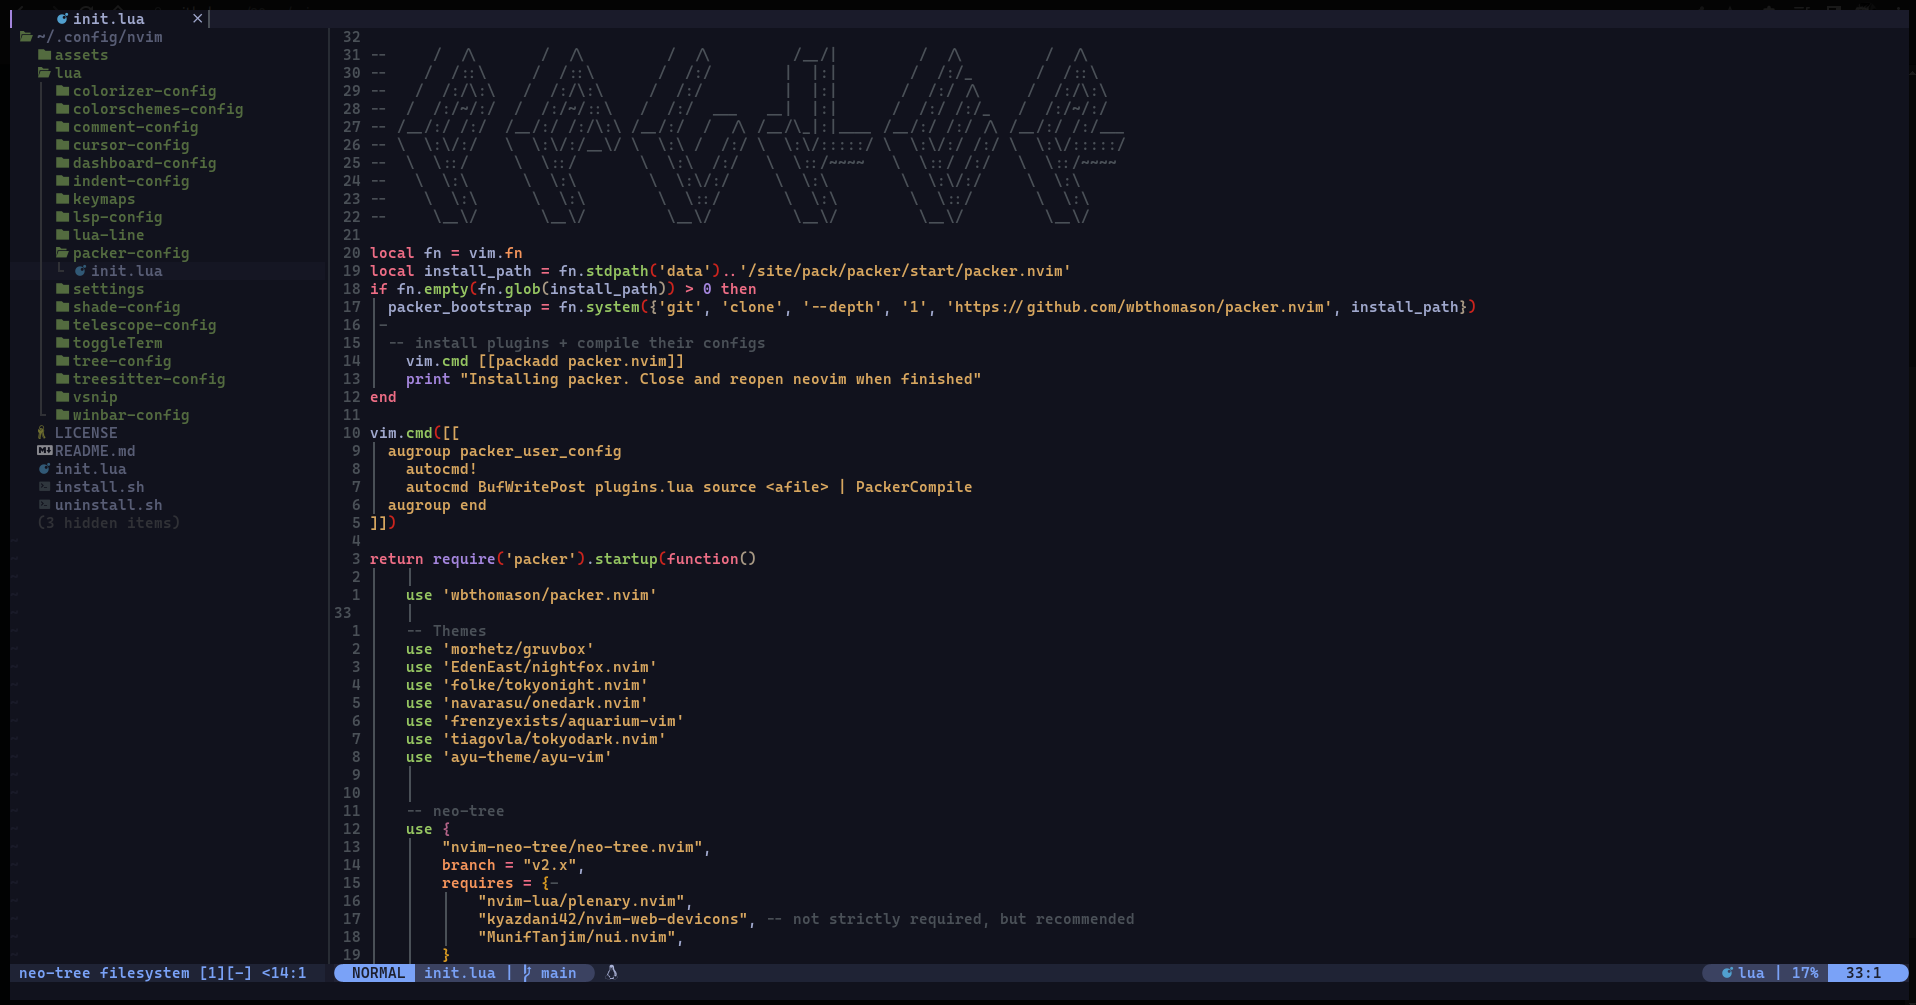 init.lua ×
~/.config/nvim
assets
lua
colorizer-config
colorschemes-config
comment-config
cursor-config
dashboard-config
indent-config
keymaps
lsp-config
lua-line
packer-config
init.lua
settings
shade-config
telescope-config
toggleTerm
tree-config
treesitter-config
vsnip
winbar-config
LICENSE
README.md
init.lua
install.sh
uninstall.sh
(3 hidden items)
32
31 --     /  /\       /  /\         /  /\         /__/|         /  /\         /  /\
30 --    /  /::\     /  /::\       /  /:/        |  |:|        /  /:/_       /  /::\
29 --   /  /:/\:\   /  /:/\:\     /  /:/         |  |:|       /  /:/ /\     /  /:/\:\
28 --  /  /:/~/:/  /  /:/~/::\   /  /:/  ___   __|  |:|      /  /:/ /:/_   /  /:/~/:/
27 -- /__/:/ /:/  /__/:/ /:/\:\ /__/:/  /  /\ /__/\_|:|____ /__/:/ /:/ /\ /__/:/ /:/___
26 -- \  \:\/:/   \  \:\/:/__\/ \  \:\ /  /:/ \  \:\/:::::/ \  \:\/:/ /:/ \  \:\/:::::/
25 --  \  \::/     \  \::/       \  \:\  /:/   \  \::/~~~~   \  \::/ /:/   \  \::/~~~~
24 --   \  \:\      \  \:\        \  \:\/:/     \  \:\        \  \:\/:/     \  \:\
23 --    \  \:\      \  \:\        \  \::/       \  \:\        \  \::/       \  \:\
22 --     \__\/       \__\/         \__\/         \__\/         \__\/         \__\/
21
20 local fn = vim.fn
19 local install_path = fn.stdpath('data')..'/site/pack/packer/start/packer.nvim'
18 if fn.empty(fn.glob(install_path)) > 0 then
17   packer_bootstrap = fn.system({'git', 'clone', '--depth', '1', 'https://github.com/wbthomason/packer.nvim', install_path})
16  -
15   -- install plugins + compile their configs
14     vim.cmd [[packadd packer.nvim]]
13     print "Installing packer. Close and reopen neovim when finished"
12 end
11
10 vim.cmd([[
9   augroup packer_user_config
8     autocmd!
7     autocmd BufWritePost plugins.lua source <afile> | PackerCompile
6   augroup end
5 ]])
4
3 return require('packer').startup(function()
2
1     use 'wbthomason/packer.nvim'
33
1     -- Themes
2     use 'morhetz/gruvbox'
3     use 'EdenEast/nightfox.nvim'
4     use 'folke/tokyonight.nvim'
5     use 'navarasu/onedark.nvim'
6     use 'frenzyexists/aquarium-vim'
7     use 'tiagovla/tokyodark.nvim'
8     use 'ayu-theme/ayu-vim'
9
10
11     -- neo-tree
12     use {
13         "nvim-neo-tree/neo-tree.nvim",
14         branch = "v2.x",
15         requires = {-
16             "nvim-lua/plenary.nvim",
17             "kyazdani42/nvim-web-devicons", -- not strictly required, but recommended
18             "MunifTanjim/nui.nvim",
19         }
neo-tree filesystem [1][-] <14:1 NORMAL init.lua | main lua | 17% 33:1